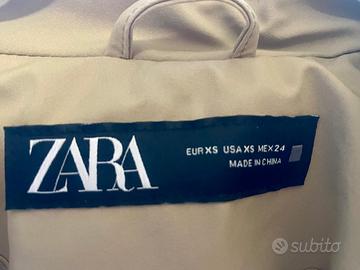 ZARA
EUR XS USA XS MEX 24
MADE IN CHINA
subito